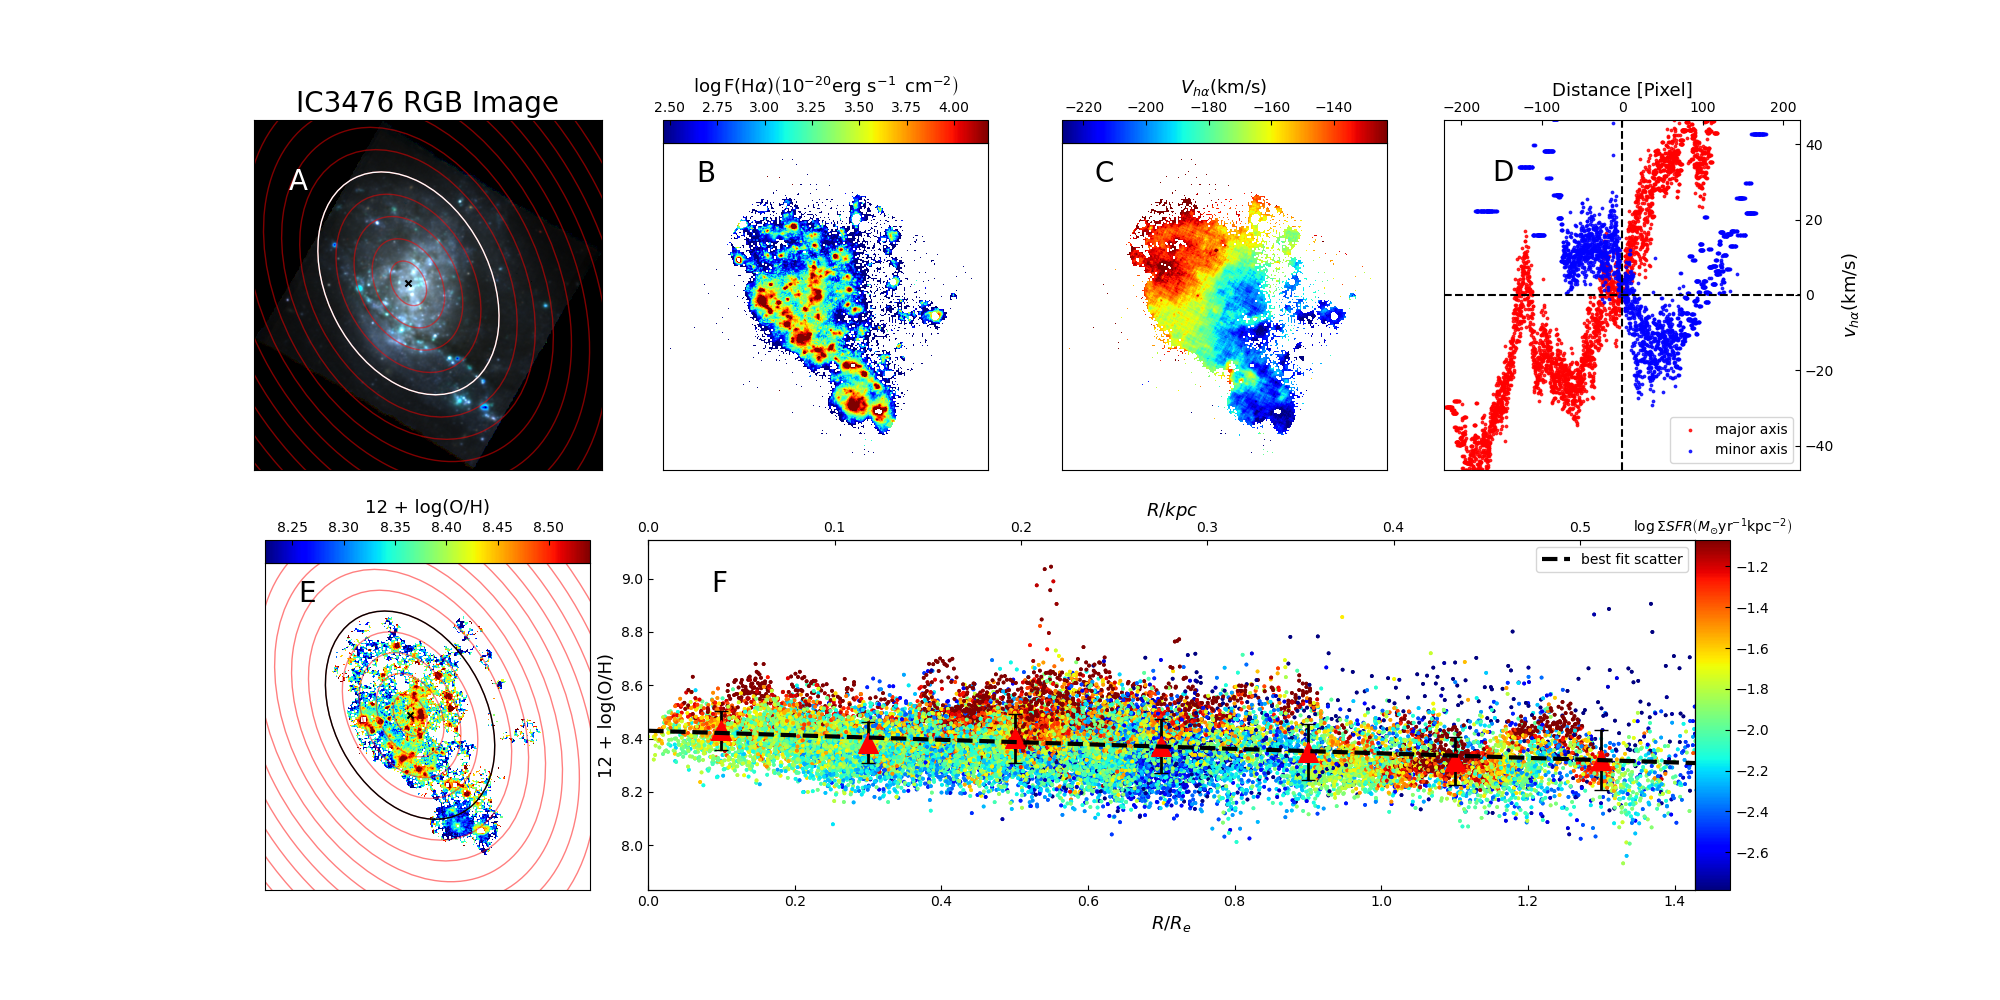 IC3476 RGB Image
A
log F(Hα)(10⁻²⁰erg s⁻¹ cm⁻²)
2.50 2.75 3.00 3.25 3.50 3.75 4.00
B
V_hα(km/s)
−220 −200 −180 −160 −140
C
Distance [Pixel]
−200 −100 0 100 200
D
40
20
0
−20
−40
v_hα(km/s)
major axis
minor axis
12 + log(O/H)
8.25 8.30 8.35 8.40 8.45 8.50
E
R/kpc
0.0 0.1 0.2 0.3 0.4 0.5
log ΣSFR(M⊙yr⁻¹kpc⁻²)
F
best fit scatter
12 + log(O/H)
9.0
8.8
8.6
8.4
8.2
8.0
0.0 0.2 0.4 0.6 0.8 1.0 1.2 1.4
R/Rₑ
−1.2
−1.4
−1.6
−1.8
−2.0
−2.2
−2.4
−2.6